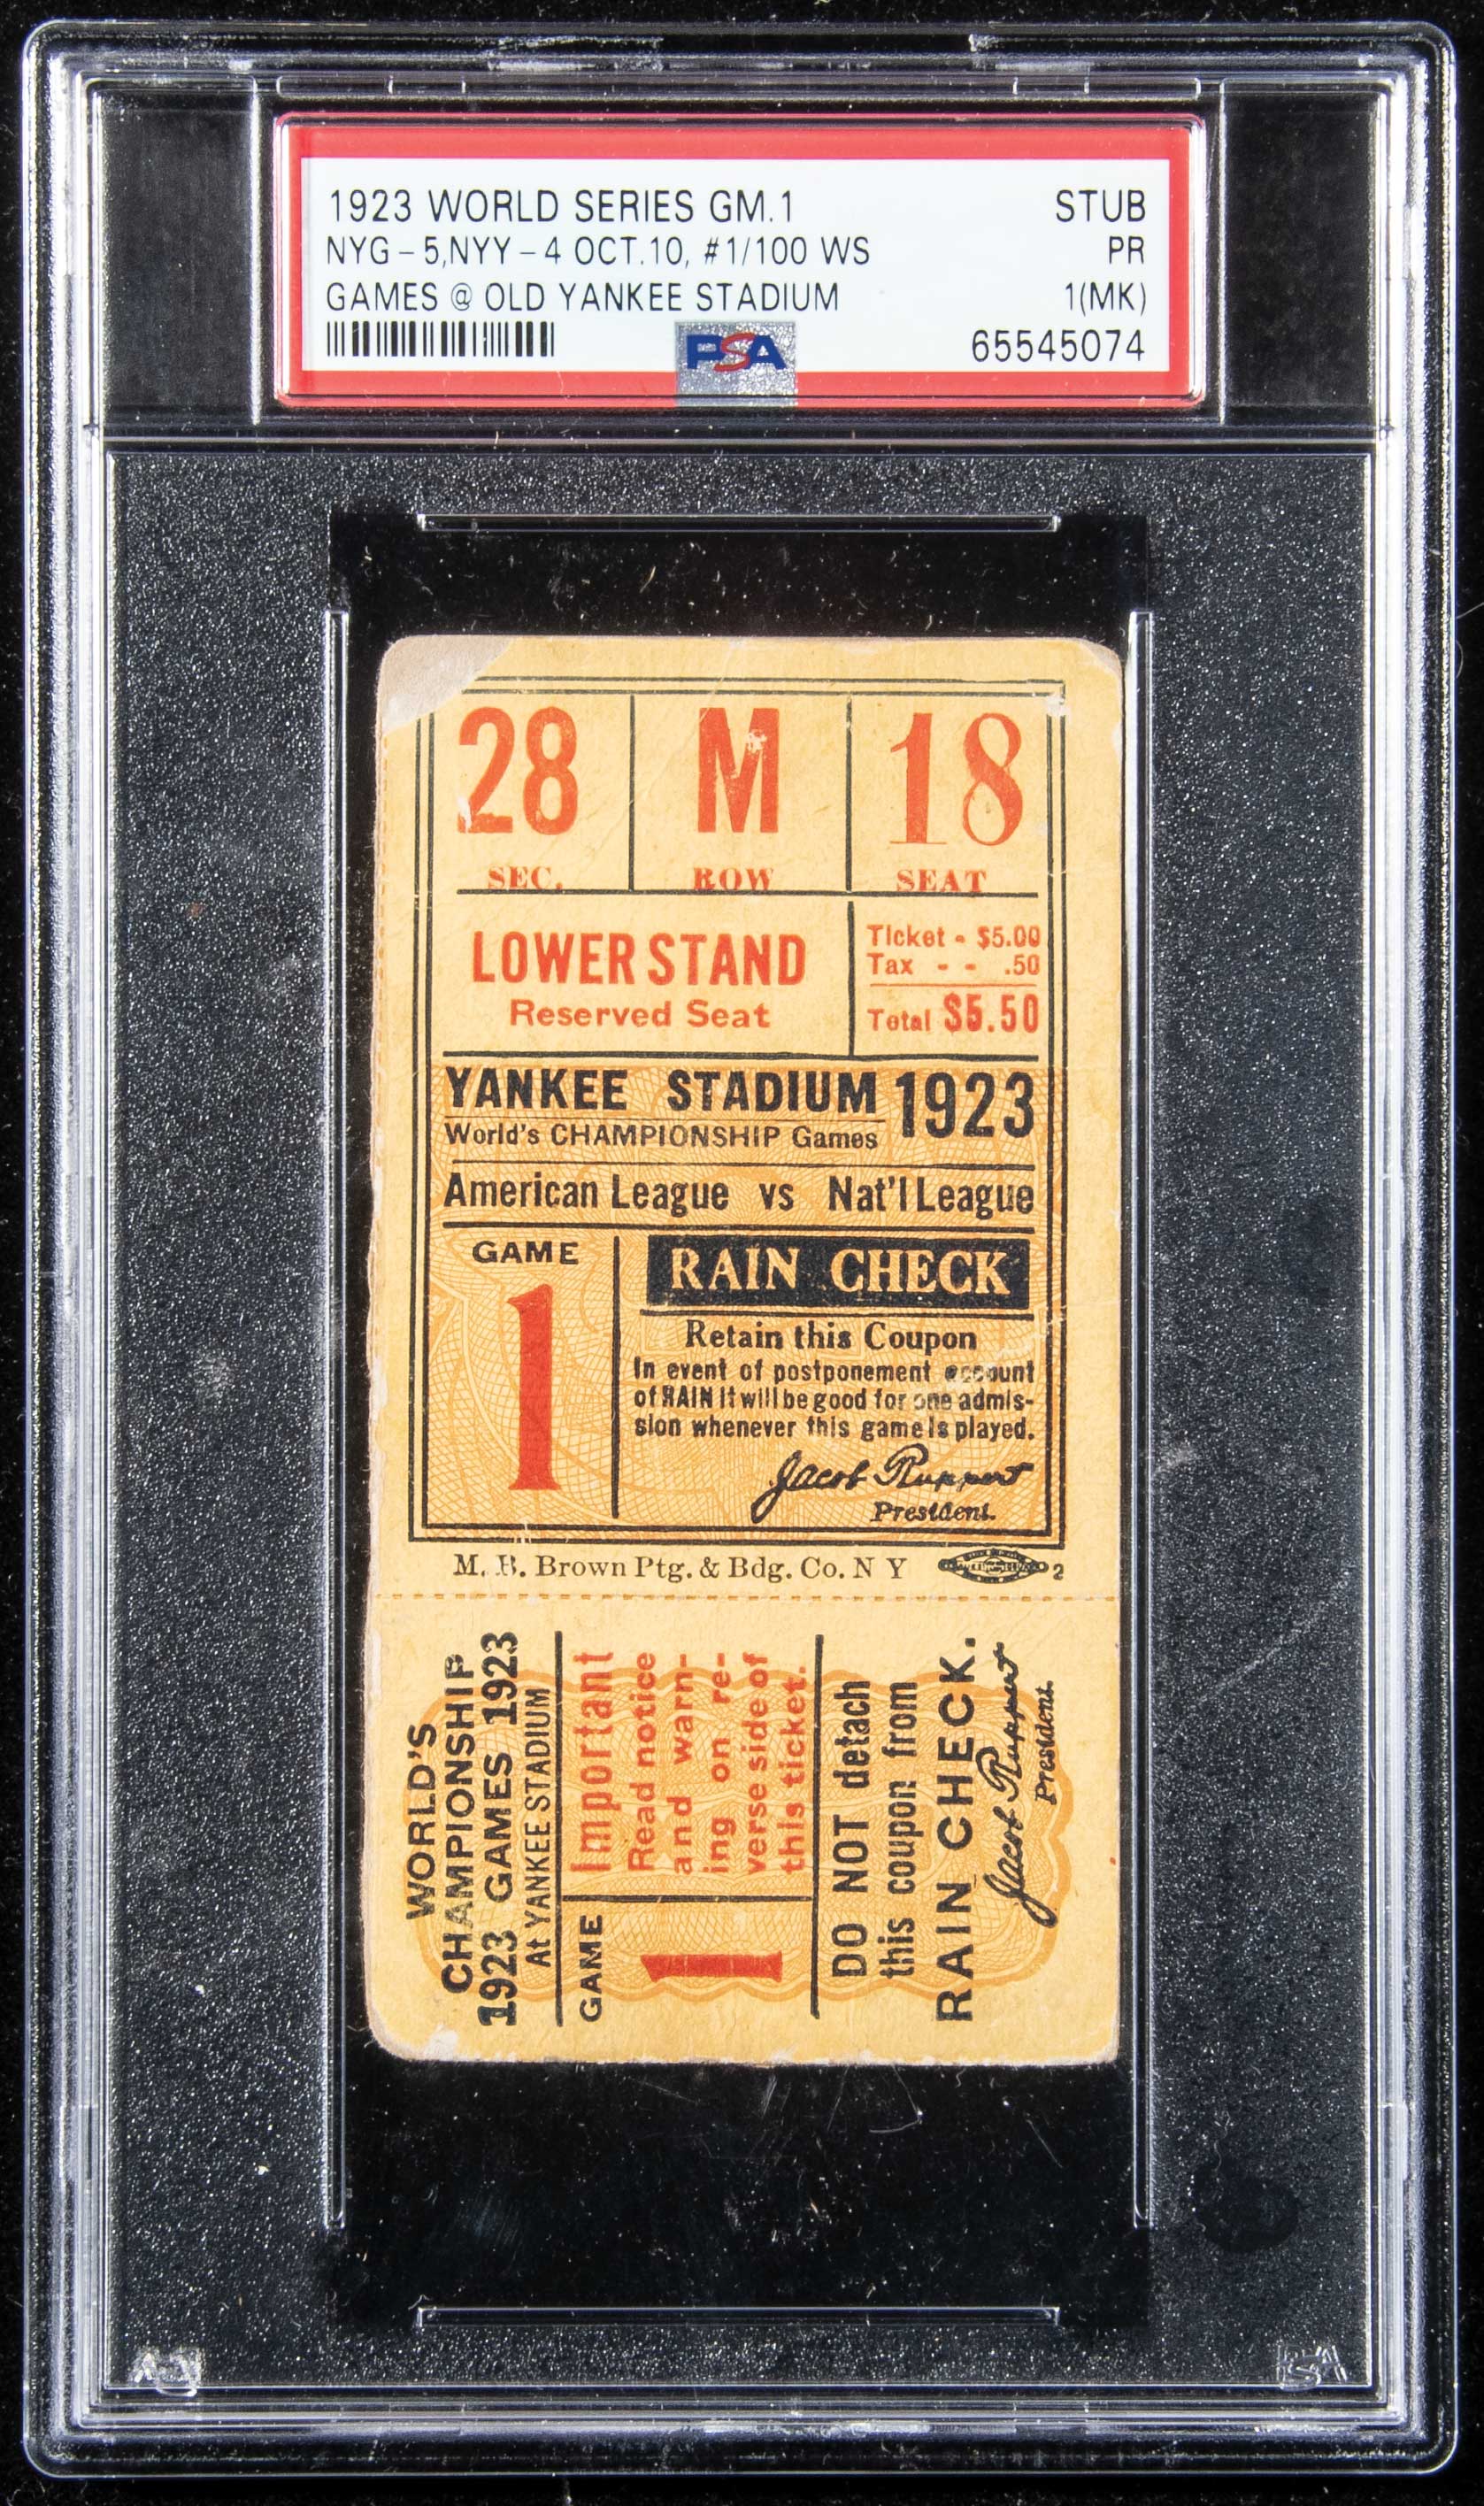 1923 WORLD SERIES GM.1 STUB
NYG – 5,NYY – 4 OCT.10, #1/100 WS PR
GAMES @ OLD YANKEE STADIUM 1(MK)
PSA 65545074
28 M 18
SEC. ROW SEAT
LOWER STAND
Reserved Seat
Ticket - $5.00
Tax - - .50
Total $5.50
YANKEE STADIUM 1923
World's CHAMPIONSHIP Games
American League vs Nat'l League
GAME
1
RAIN CHECK
Retain this Coupon
In event of postponement account
of RAIN it will be good for one admis-
sion whenever this game is played.
Jacob Ruppert
President.
M. B. Brown Ptg. & Bdg. Co. N Y 2
WORLD'S
CHAMPIONSHIP
1923 GAMES 1923
At YANKEE STADIUM
GAME
1
Important
Read notice
and warn-
ing on re-
verse side of
this ticket.
DO NOT detach
this coupon from
RAIN CHECK.
Jacob Ruppert
President.
PSA